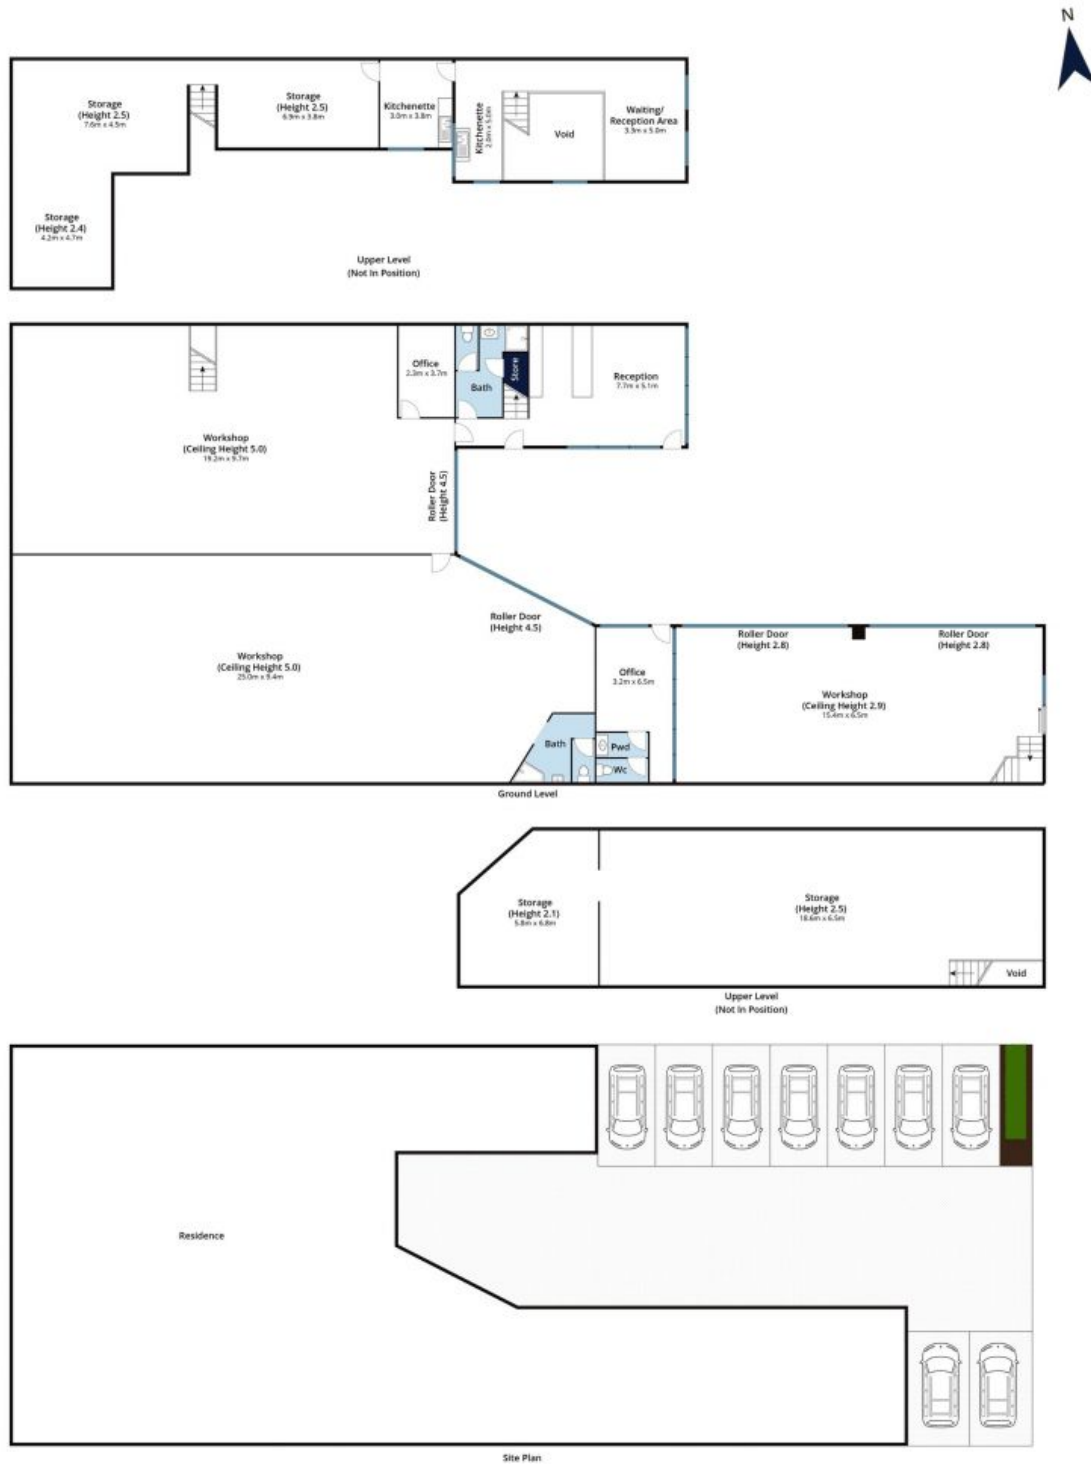 N
Storage
(Height 2.5)
7.6m x 4.5m
Storage
(Height 2.5)
6.9m x 3.8m
Kitchenette
3.0m x 3.8m
Kitchenette
2.0m x 5.0m
Void
Waiting/
Reception Area
3.3m x 5.0m
Storage
(Height 2.4)
4.2m x 4.7m
Upper Level
(Not In Position)
Office
2.3m x 3.7m
Bath
Store
Reception
7.7m x 5.1m
Workshop
(Ceiling Height 5.0)
19.2m x 9.7m
Roller Door
(Height 4.5)
Roller Door
(Height 4.5)
Workshop
(Ceiling Height 5.0)
25.0m x 9.4m
Office
3.2m x 6.5m
Roller Door
(Height 2.8)
Roller Door
(Height 2.8)
Workshop
(Ceiling Height 2.9)
15.4m x 6.5m
Bath
Pwd
Wc
Ground Level
Storage
(Height 2.1)
5.8m x 6.8m
Storage
(Height 2.5)
18.6m x 6.5m
Void
Upper Level
(Not In Position)
Residence
Site Plan